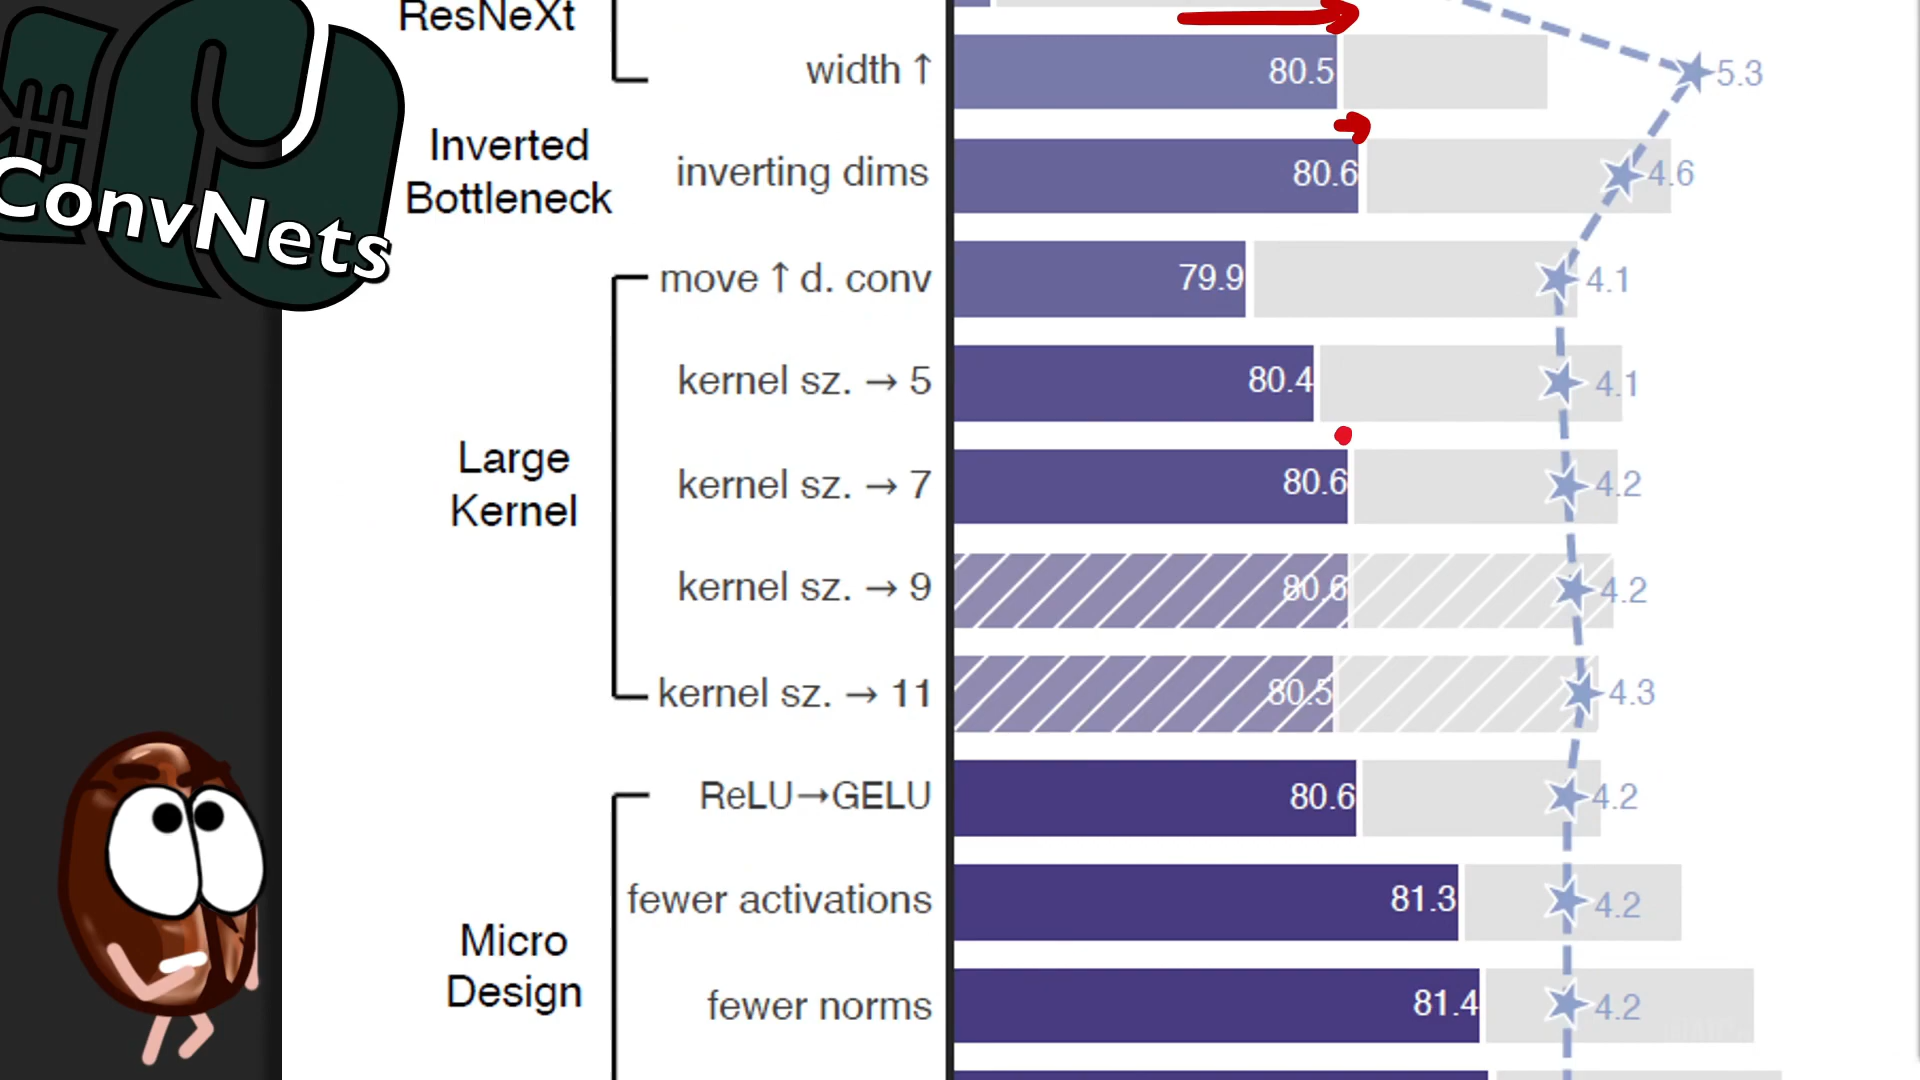 ConvNets
ResNeXt
width ↑ 80.5 5.3
Inverted
Bottleneck
inverting dims 80.6 4.6
move ↑ d. conv 79.9 4.1
kernel sz. → 5 80.4 4.1
Large
Kernel
kernel sz. → 7 80.6 4.2
kernel sz. → 9 80.6 4.2
kernel sz. → 11 80.5 4.3
ReLU→GELU 80.6 4.2
fewer activations 81.3 4.2
Micro
Design
fewer norms 81.4 4.2